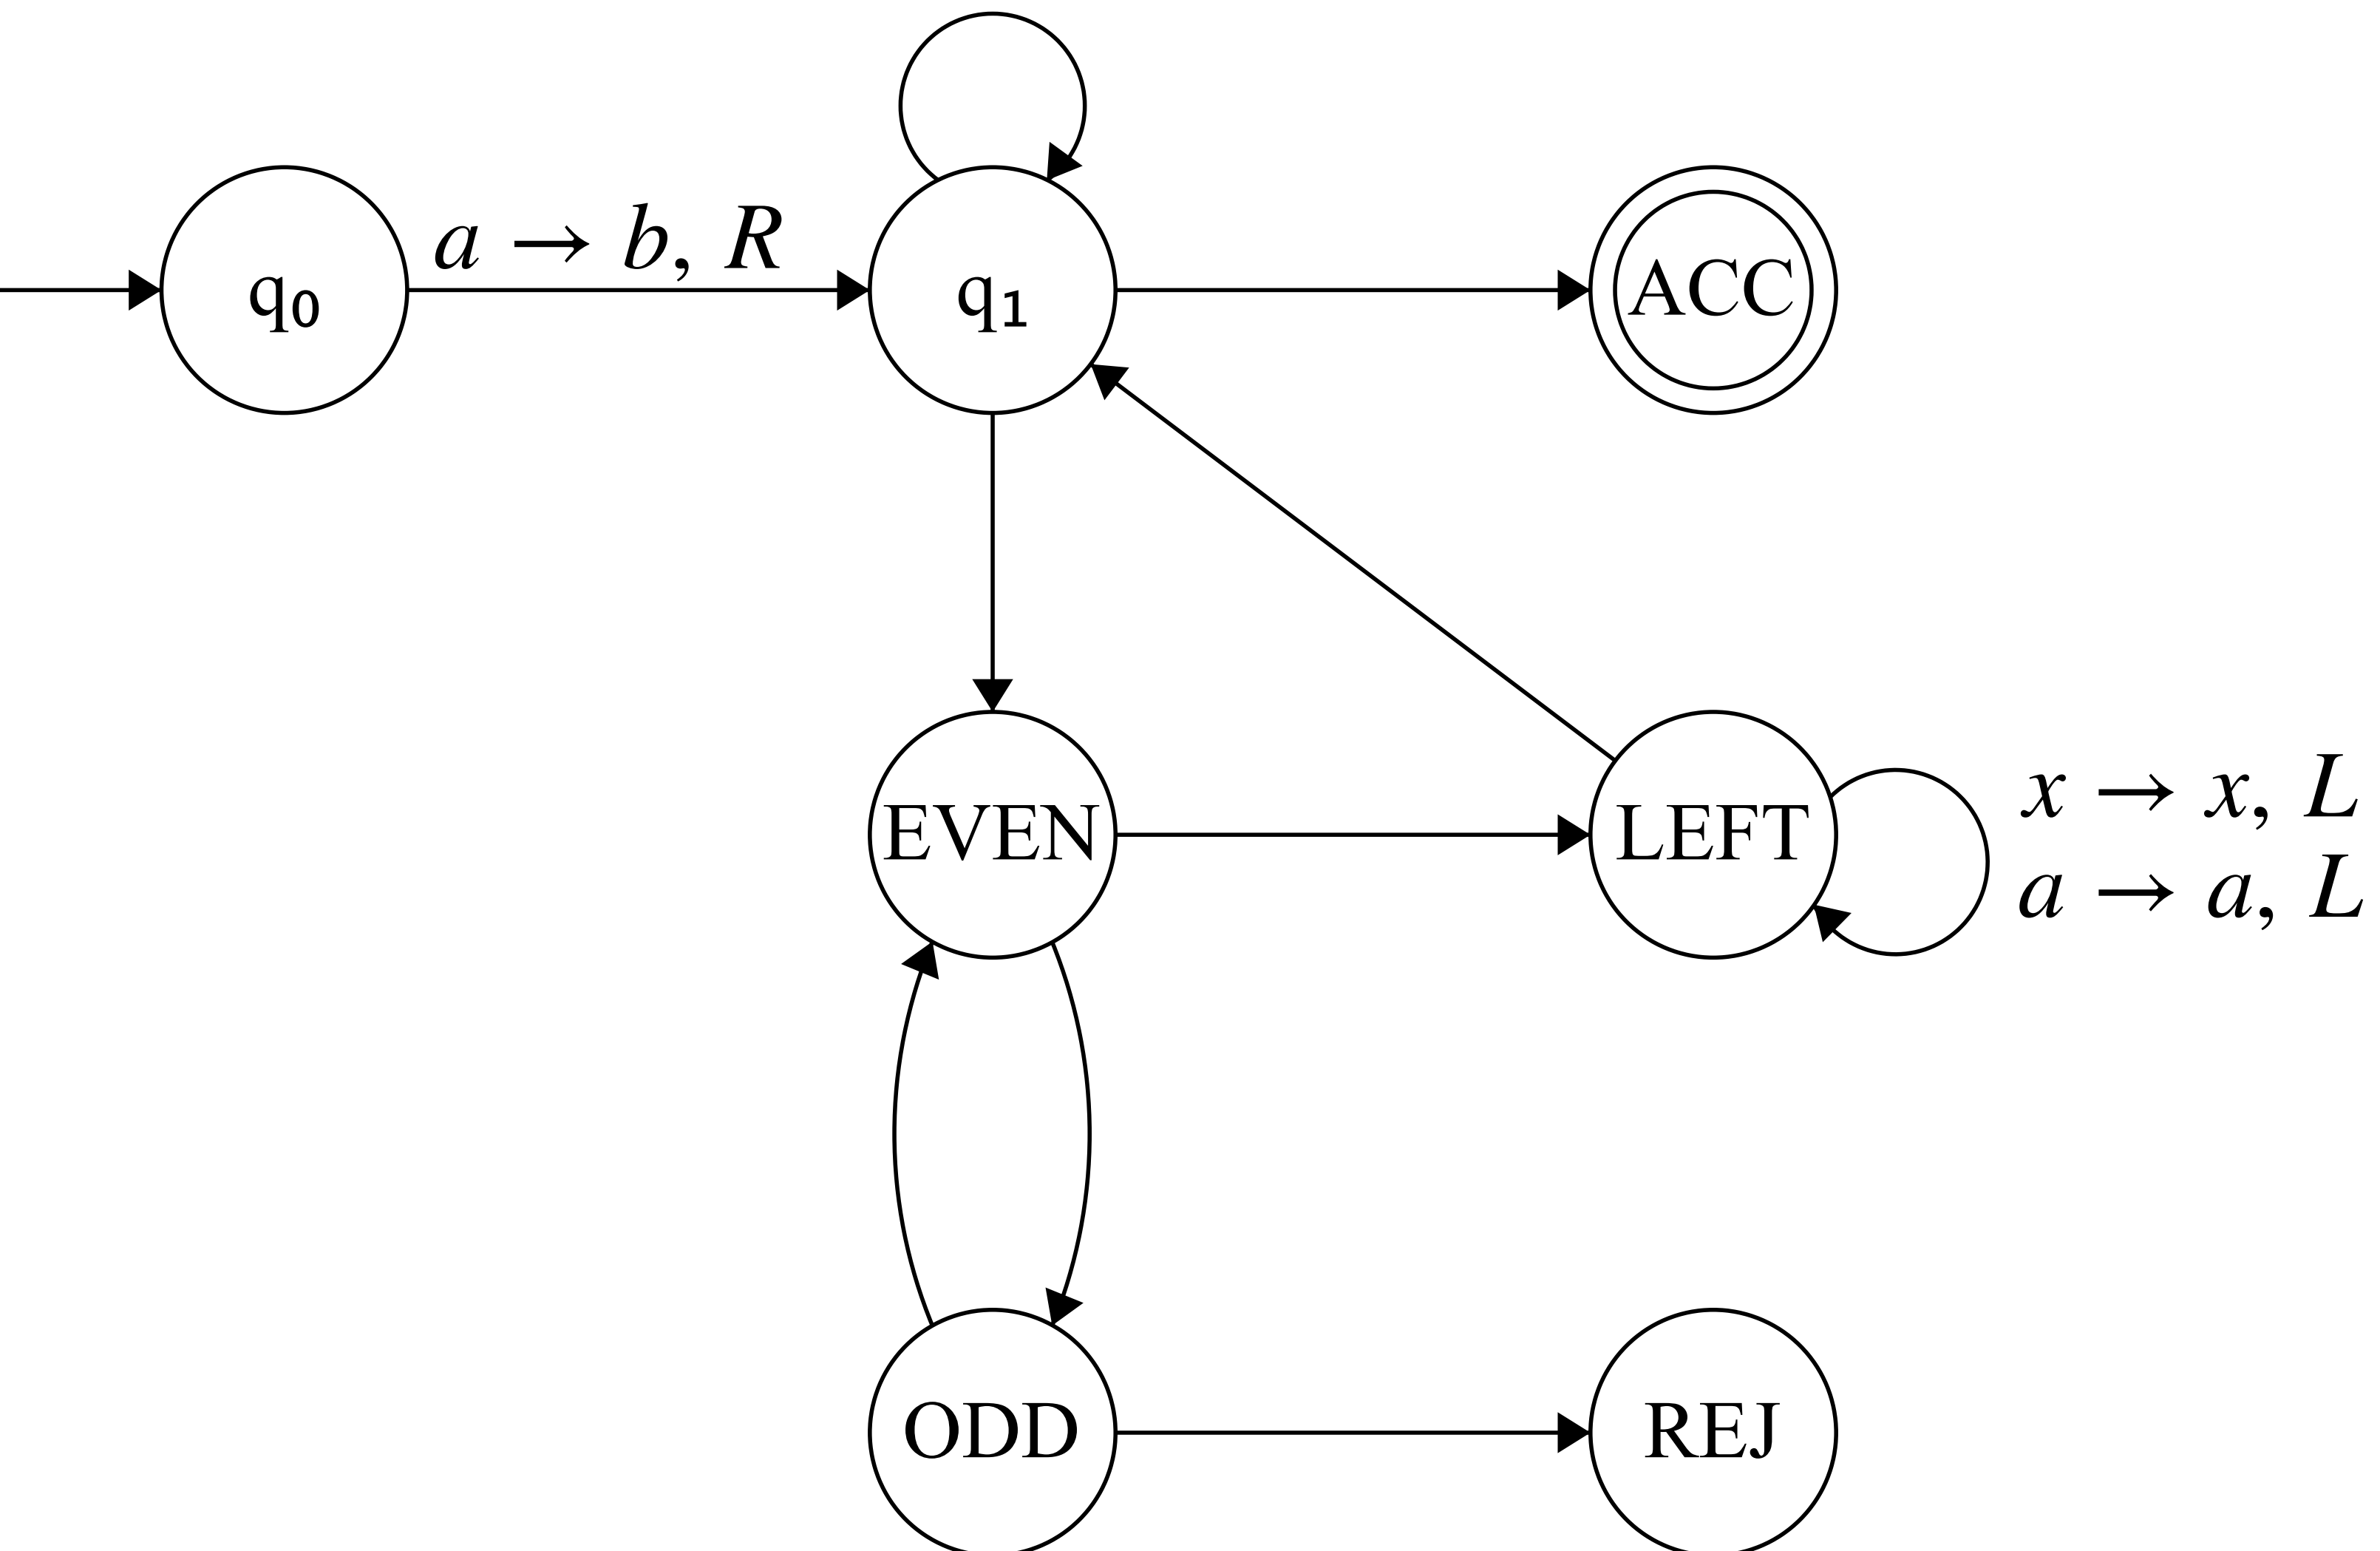 a → b, R
q₀
q₁
ACC
EVEN
LEFT
x → x, L
a → a, L
ODD
REJ